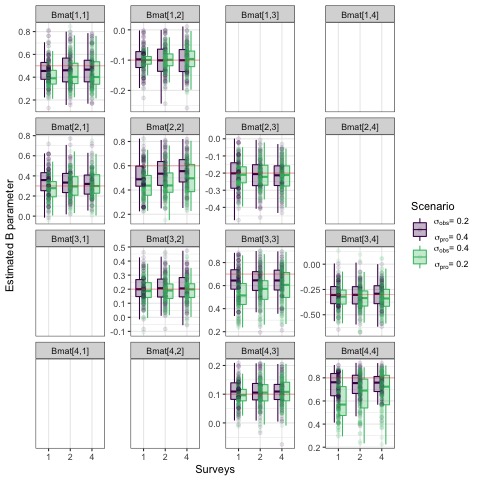 Bmat[1,1] Bmat[1,2] Bmat[1,3] Bmat[1,4]
0.8 0.6 0.4 0.2
0.0 -0.1 -0.2
Bmat[2,1] Bmat[2,2] Bmat[2,3] Bmat[2,4]
0.8 0.6 0.4 0.2 0.0
0.8 0.6 0.4 0.2
0.0 -0.1 -0.2 -0.3 -0.4
Bmat[3,1] Bmat[3,2] Bmat[3,3] Bmat[3,4]
0.5 0.4 0.3 0.2 0.1 0.0 -0.1
0.8 0.6 0.4 0.2
0.00 -0.25 -0.50
Bmat[4,1] Bmat[4,2] Bmat[4,3] Bmat[4,4]
0.2 0.1 0.0
0.8 0.6 0.4 0.2
1 2 4 1 2 4 1 2 4 1 2 4
Surveys
Estimated B parameter
Scenario
σobs= 0.2
σpro= 0.4
σobs= 0.4
σpro= 0.2